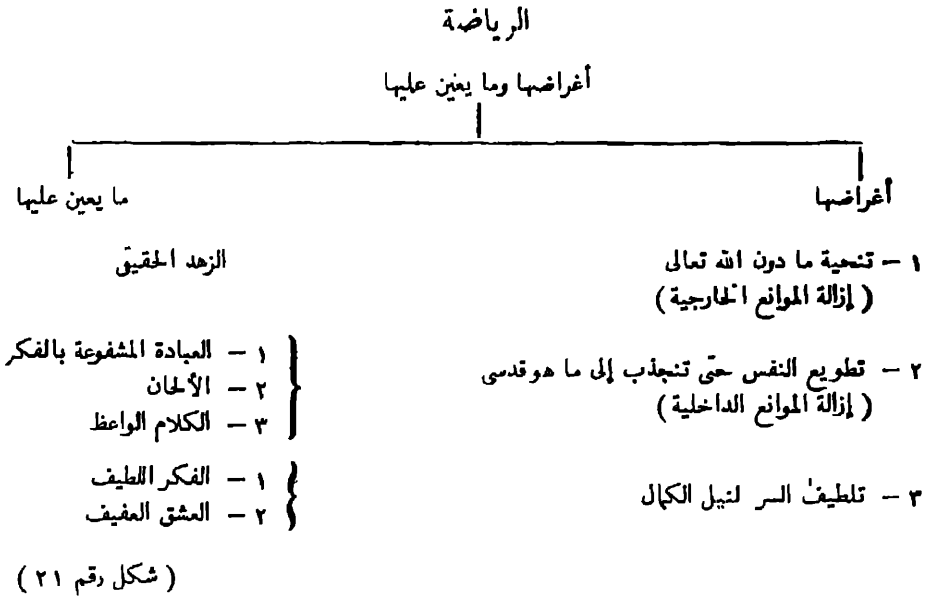 الرياضة
أغراضها وما يعين عليها
أغراضها
ما يعين عليها
١ – تنحية ما دون الله تعالى
( إزالة الموانع الخارجية )
الزهد الحقيقى
٢ – تطويع النفس حتى تنجذب إلى ما هو قدسى
( إزالة الموانع الداخلية )
١ – العبادة المشفوعة بالفكر
٢ – الألحان
٣ – الكلام الواعظ
٣ – تلطيف السر لنيل الكمال
١ – الفكر اللطيف
٢ – العشق العفيف
( شكل رقم ٢١ )